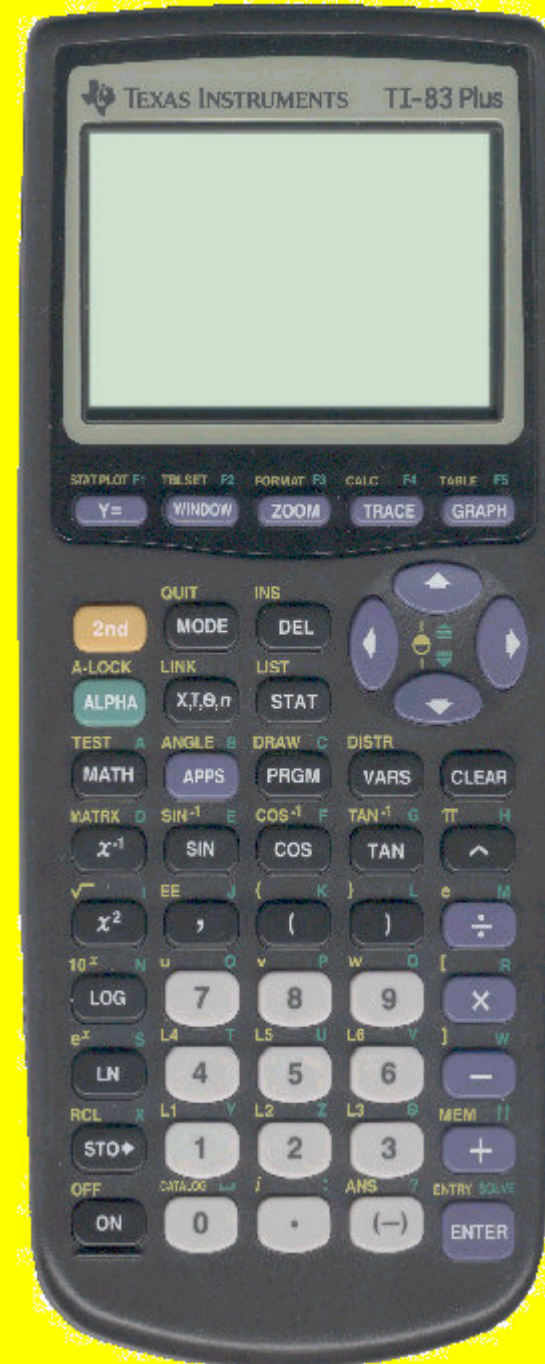 TEXAS INSTRUMENTS TI-83 Plus
STAT PLOT F1 TBLSET F2 FORMAT F3 CALC F4 TABLE F5
Y= WINDOW ZOOM TRACE GRAPH
QUIT INS
2nd MODE DEL
A-LOCK LINK LIST
ALPHA X,T,Θ,n STAT
TEST A ANGLE B DRAW C DISTR
MATH APPS PRGM VARS CLEAR
MATRX D SIN⁻¹ E COS⁻¹ F TAN⁻¹ G π H
x⁻¹ SIN COS TAN ^
√ I EE J { K } L e M
x² , ( ) ÷
10ˣ N u O v P w Q [ R
LOG 7 8 9 ×
eˣ S L4 T L5 U L6 V ] W
LN 4 5 6 −
RCL X L1 Y L2 Z L3 θ MEM "
STO➧ 1 2 3 +
OFF CATALOG i : ANS ? ENTRY SOLVE
ON 0 . (−) ENTER